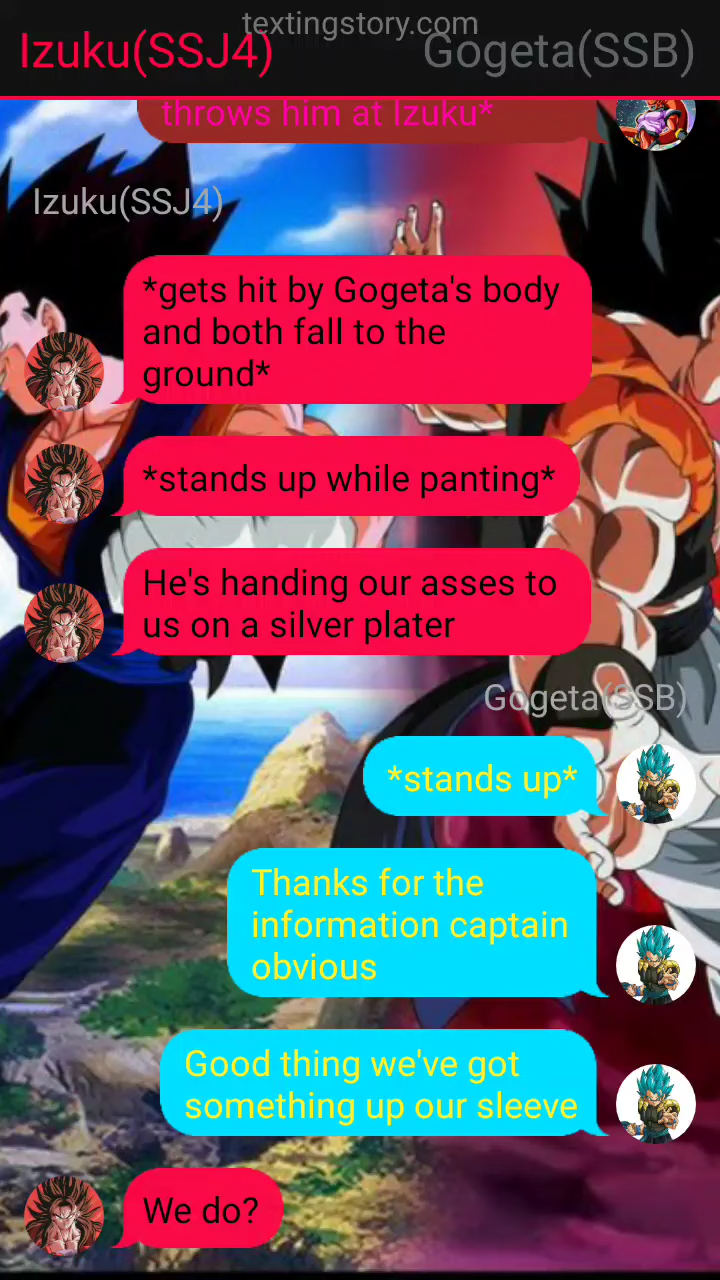 textingstory.com
Izuku(SSJ4)
Gogeta(SSB)
throws him at Izuku*
Izuku(SSJ4)
*gets hit by Gogeta's body
and both fall to the
ground*
*stands up while panting*
He's handing our asses to
us on a silver plater
Gogeta(SSB)
*stands up*
Thanks for the
information captain
obvious
Good thing we've got
something up our sleeve
We do?